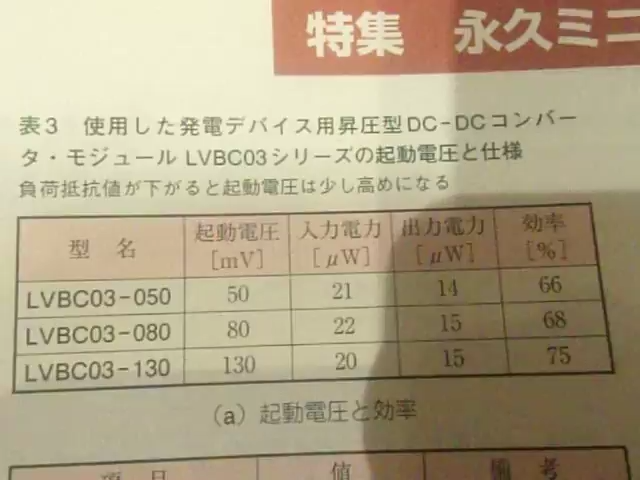 特集 永久ミニ
表3 使用した発電デバイス用昇圧型DC-DCコンバー
タ・モジュールLVBC03シリーズの起動電圧と仕様
負荷抵抗値が下がると起動電圧は少し高めになる
型名 起動電圧[mV] 入力電力[μW] 出力電力[μW] 効率[%]
LVBC03-050 50 21 14 66
LVBC03-080 80 22 15 68
LVBC03-130 130 20 15 75
(a) 起動電圧と効率
項目 値 備考